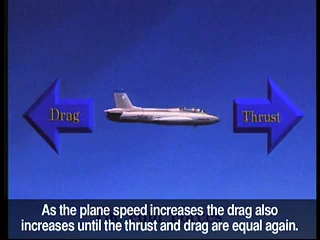 Drag
Thrust
As the plane speed increases the drag also
increases until the thrust and drag are equal again.